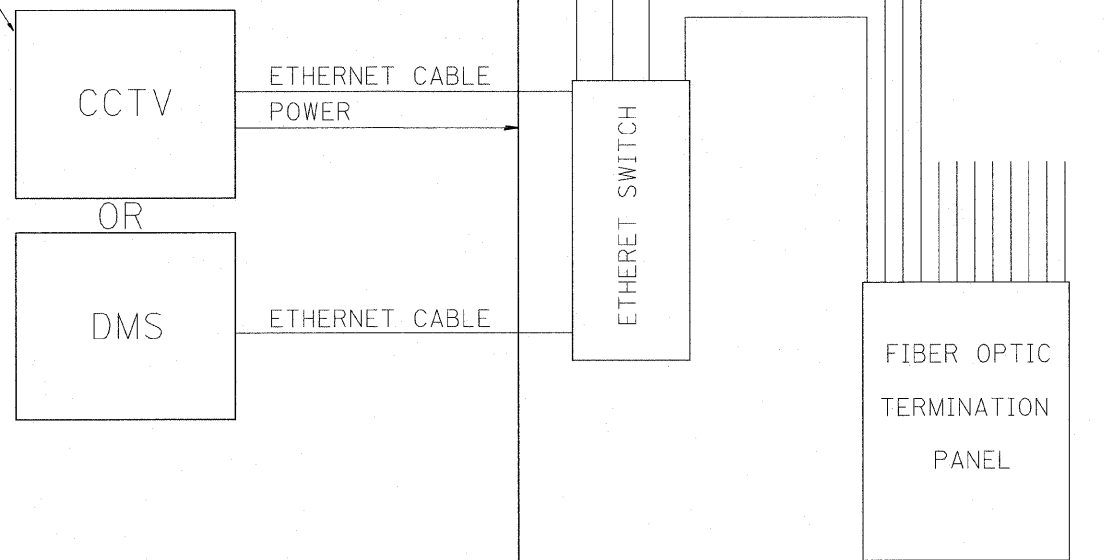 CCTV
ETHERNET CABLE
POWER
OR
DMS
ETHERNET CABLE
ETHERET SWITCH
FIBER OPTIC
TERMINATION
PANEL